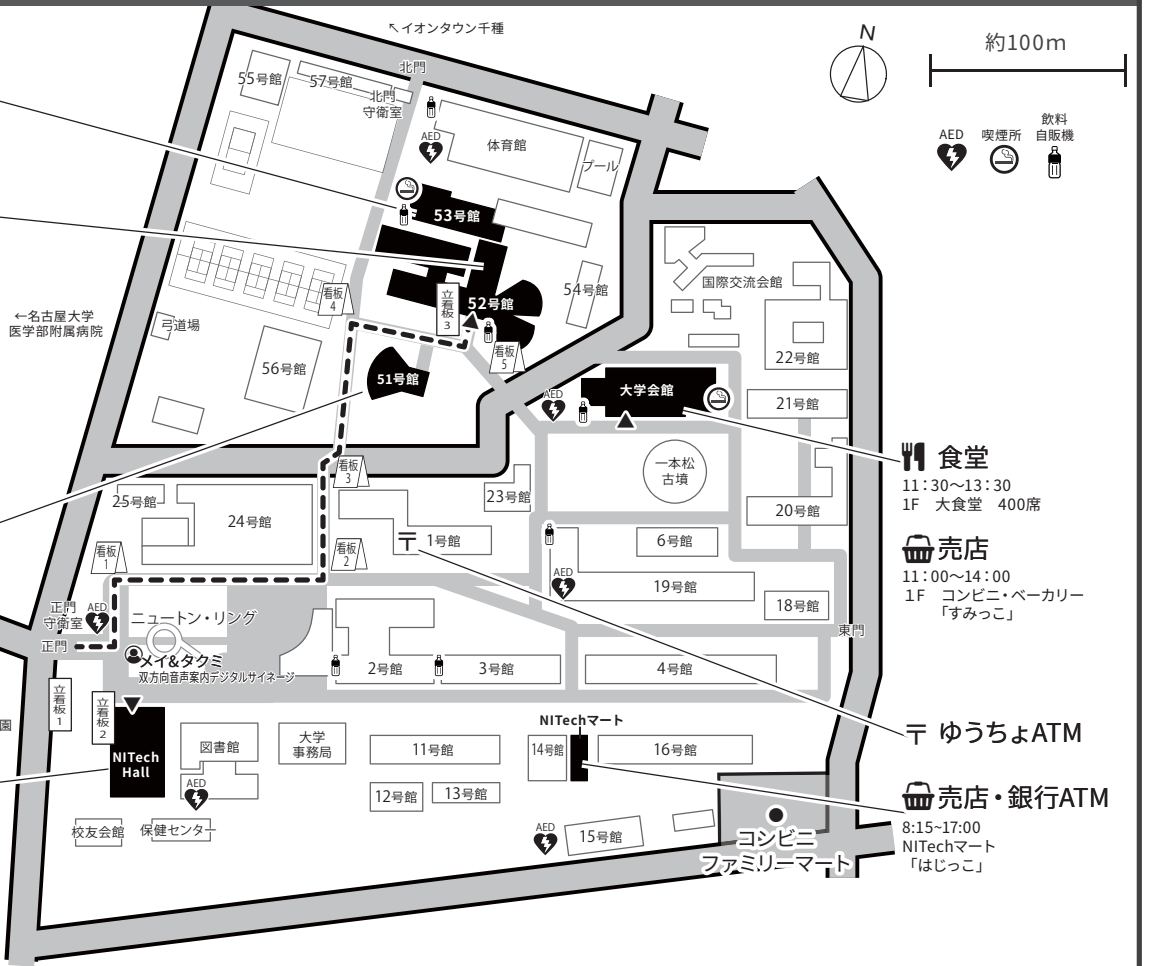 ↖イオンタウン千種
N
約100m
北門
55号館
57号館
北門
守衛室
AED
体育館
プール
AED
喫煙所
飲料
自販機
53号館
国際交流会館
54号館
看板
4
立看板3
52号館
←名古屋大学
医学部附属病院
弓道場
看板
5
22号館
56号館
51号館
AED
大学会館
21号館
食堂
11：30〜13：30
1F　大食堂　400席
一本松
古墳
看板
3
25号館
24号館
23号館
20号館
看板
1
看板
2
〒
1号館
6号館
売店
11：00〜14：00
1F　コンビニ・ベーカリー
「すみっこ」
AED
19号館
18号館
正門
守衛室
AED
ニュートン・リング
正門
東門
メイ&タクミ
双方向音声案内デジタルサイネージ
2号館
3号館
4号館
立看板1
立看板2
園
NITechマート
〒 ゆうちょATM
NITech
Hall
図書館
大学
事務局
11号館
14号館
16号館
AED
12号館
13号館
売店・銀行ATM
8:15~17:00
NITechマート
「はじっこ」
校友会館
保健センター
AED
15号館
コンビニ
ファミリーマート